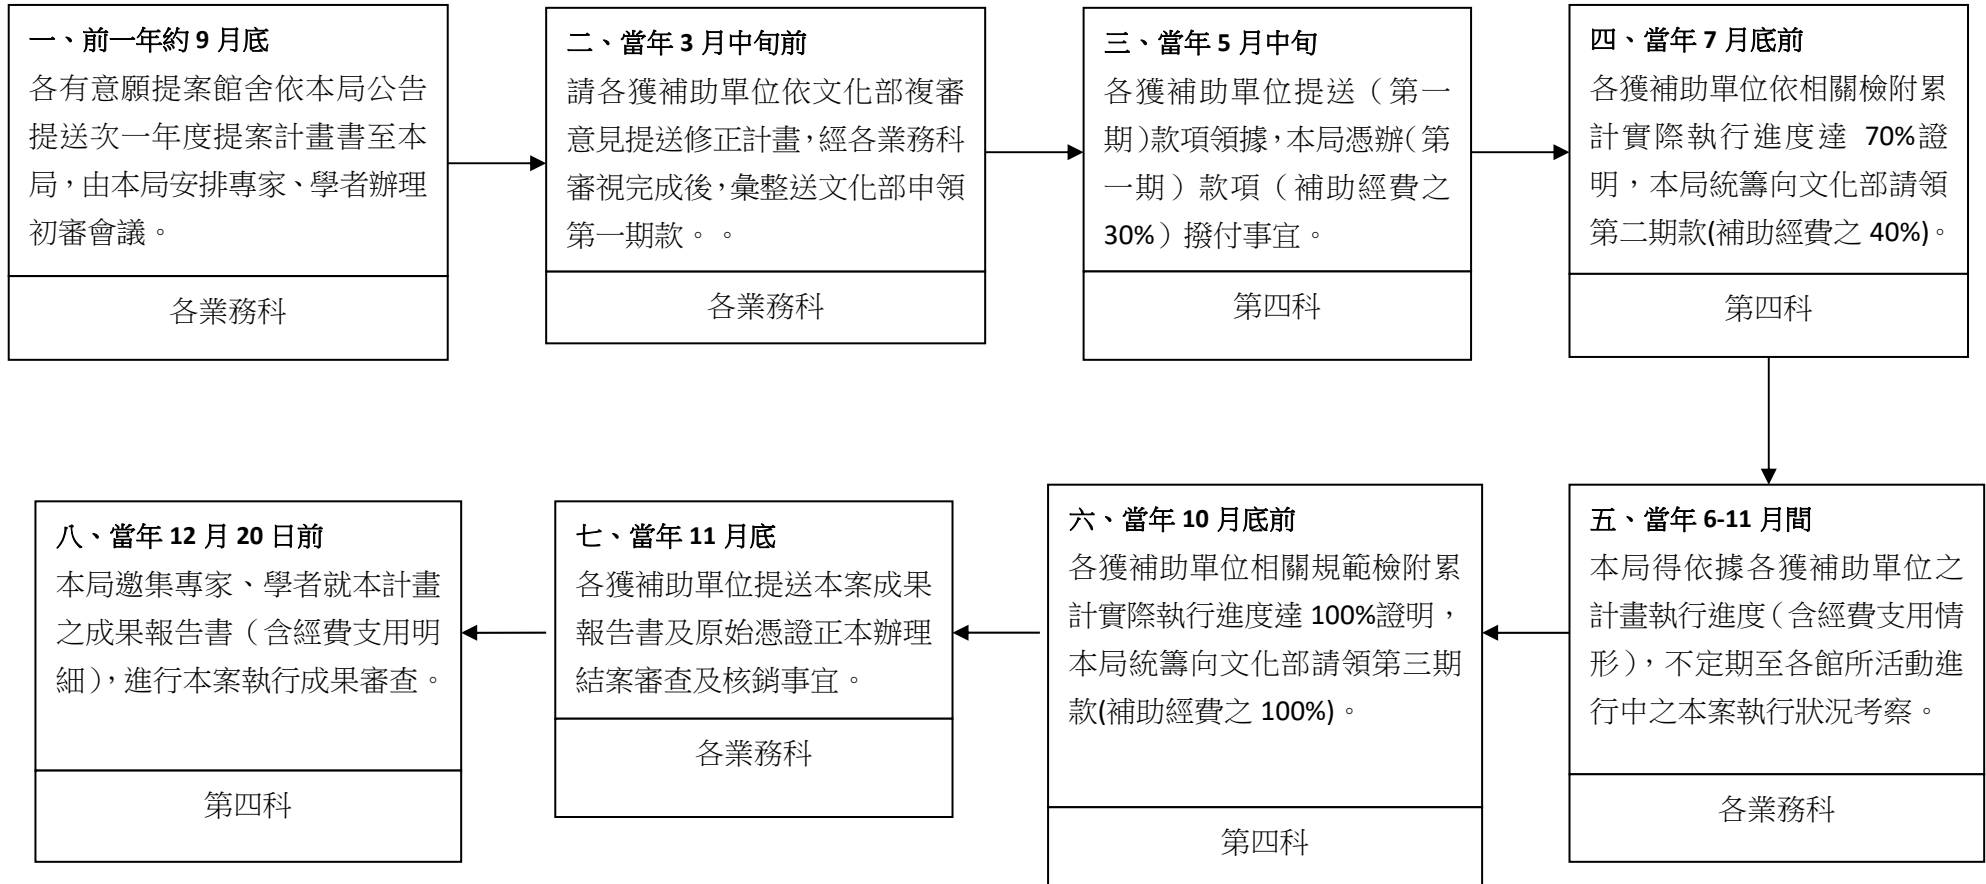 一、前一年約 9 月底
各有意願提案館舍依本局公告
提送次一年度提案計畫書至本
局，由本局安排專家、學者辦理
初審會議。
各業務科
二、當年 3 月中旬前
請各獲補助單位依文化部複審
意見提送修正計畫，經各業務科
審視完成後，彙整送文化部申領
第一期款。。
各業務科
三、當年 5 月中旬
各獲補助單位提送（第一
期）款項領據，本局憑辦（第
一期）款項（補助經費之
30%）撥付事宜。
第四科
四、當年 7 月底前
各獲補助單位依相關檢附累
計實際執行進度達 70%證
明，本局統籌向文化部請領
第二期款(補助經費之 40%)。
第四科
五、當年 6-11 月間
本局得依據各獲補助單位之
計畫執行進度（含經費支用情
形），不定期至各館所活動進
行中之本案執行狀況考察。
各業務科
六、當年 10 月底前
各獲補助單位相關規範檢附累
計實際執行進度達 100%證明，
本局統籌向文化部請領第三期
款(補助經費之 100%)。
第四科
七、當年 11 月底
各獲補助單位提送本案成果
報告書及原始憑證正本辦理
結案審查及核銷事宜。
各業務科
八、當年 12 月 20 日前
本局邀集專家、學者就本計畫
之成果報告書（含經費支用明
細），進行本案執行成果審查。
第四科